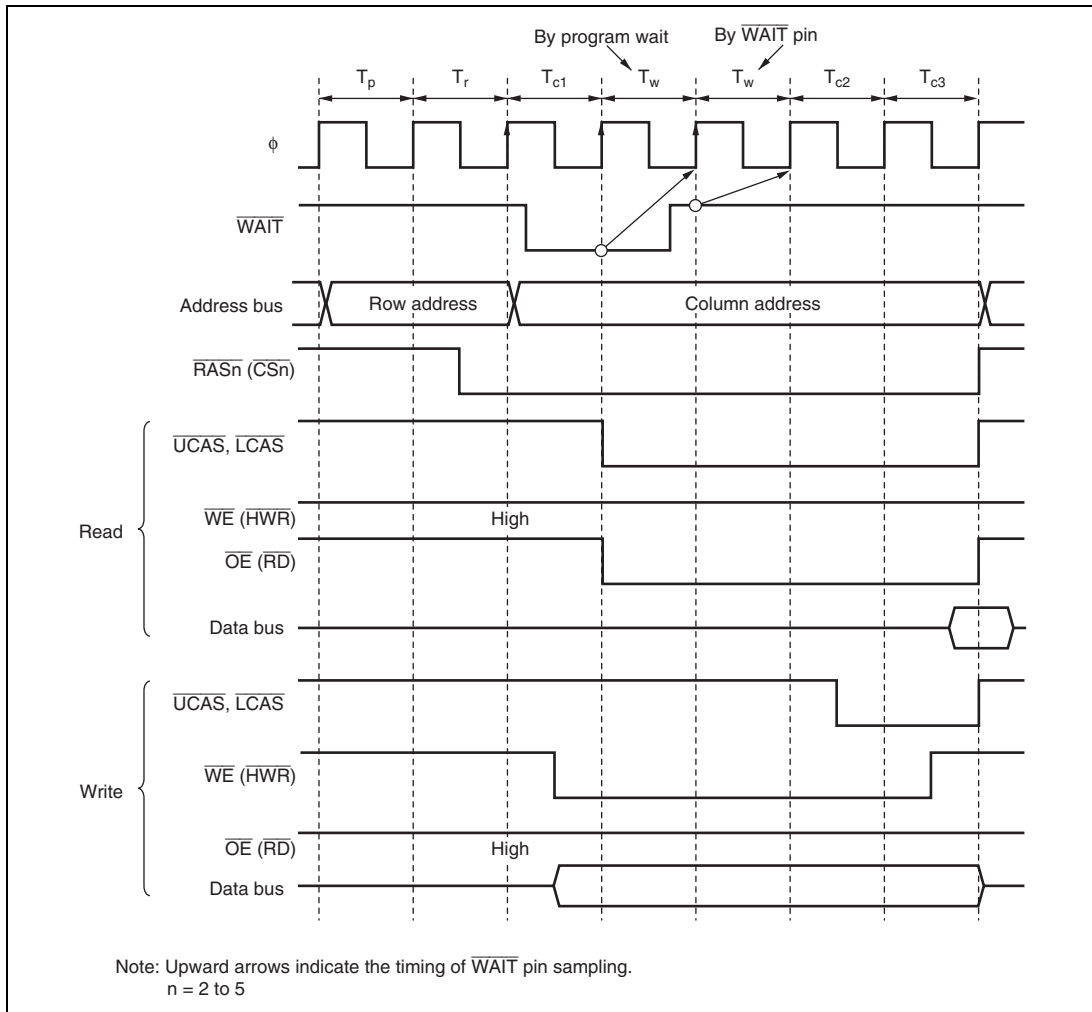 By program wait
By WAIT pin
Tp Tr Tc1 Tw Tw Tc2 Tc3
ϕ
WAIT
Address bus Row address Column address
RASn (CSn)
Read
UCAS, LCAS
WE (HWR) High
OE (RD)
Data bus
Write
UCAS, LCAS
WE (HWR)
OE (RD) High
Data bus
Note: Upward arrows indicate the timing of WAIT pin sampling.
n = 2 to 5